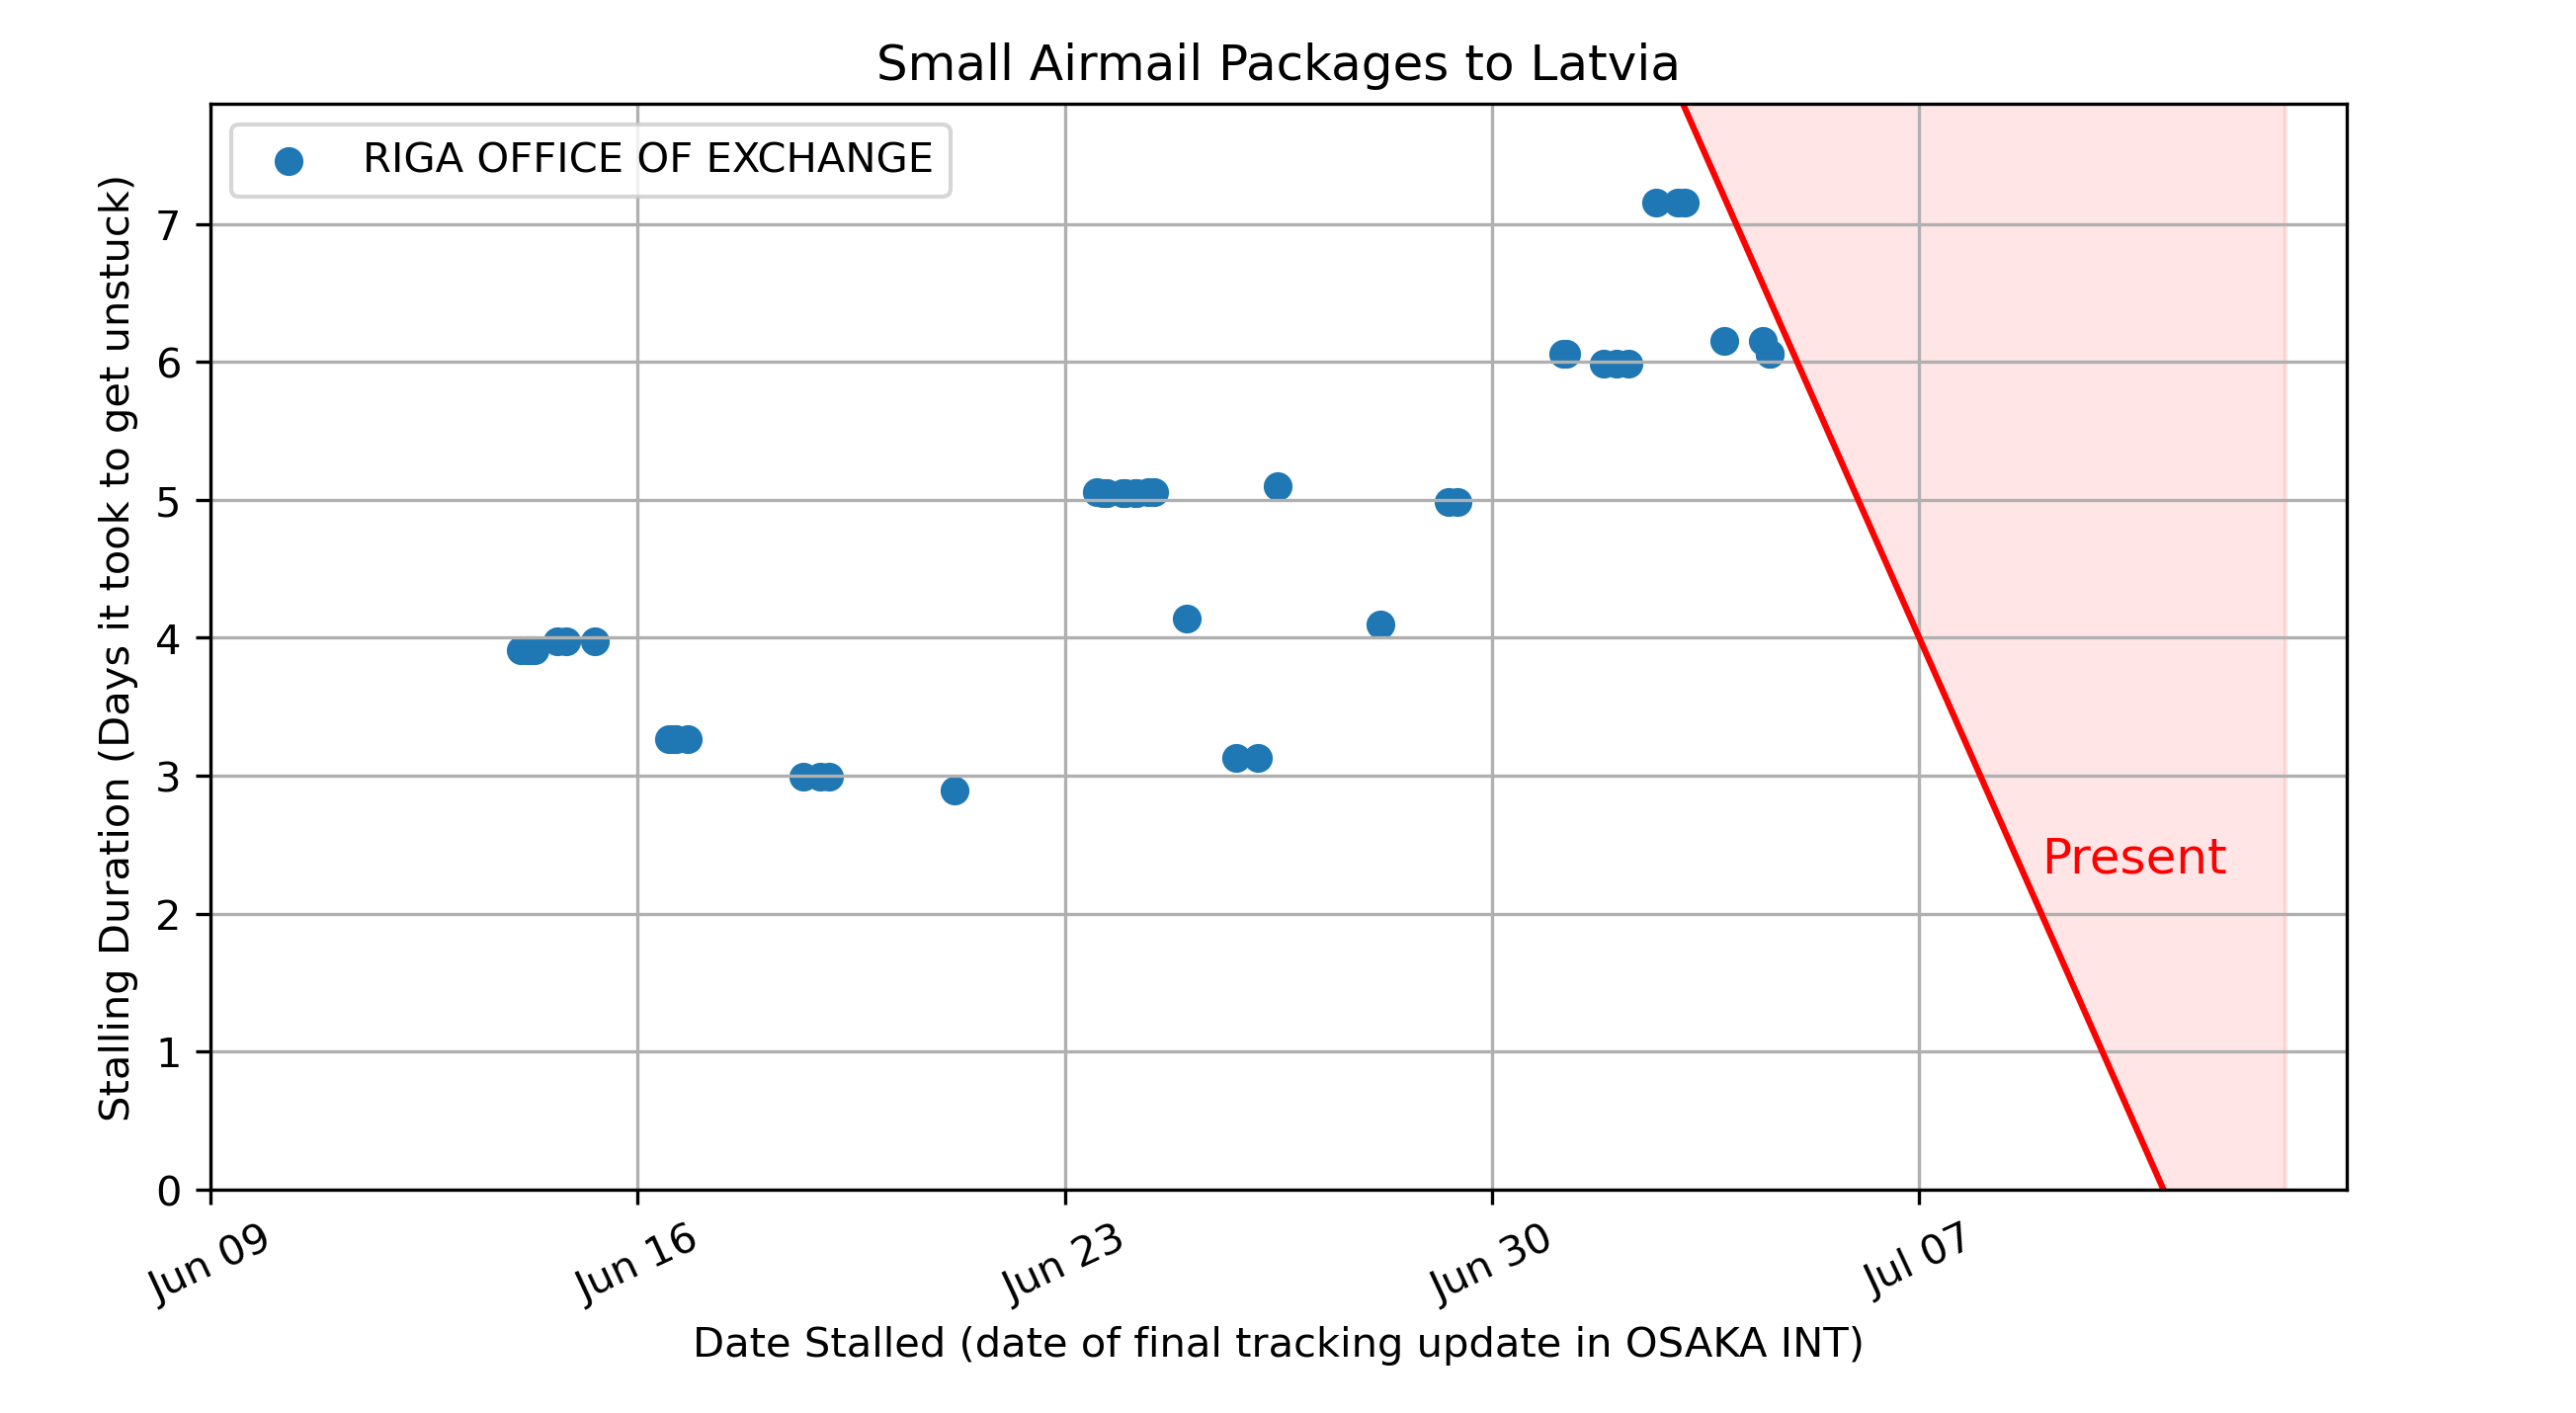 Small Airmail Packages to Latvia
RIGA OFFICE OF EXCHANGE
Stalling Duration (Days it took to get unstuck)
7
6
5
4
3
2
1
0
Present
Jun 09
Jun 16
Jun 23
Jun 30
Jul 07
Date Stalled (date of final tracking update in OSAKA INT)